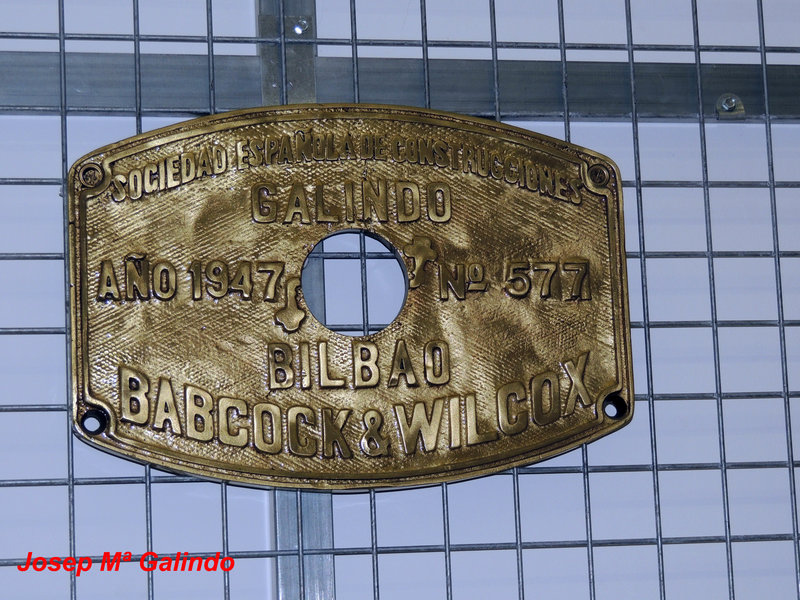 SOCIEDAD ESPAÑOLA DE CONSTRUCCIONES
GALINDO
AÑO 1947 Nº 577
BILBAO
BABCOCK & WILCOX
Josep Mª Galindo